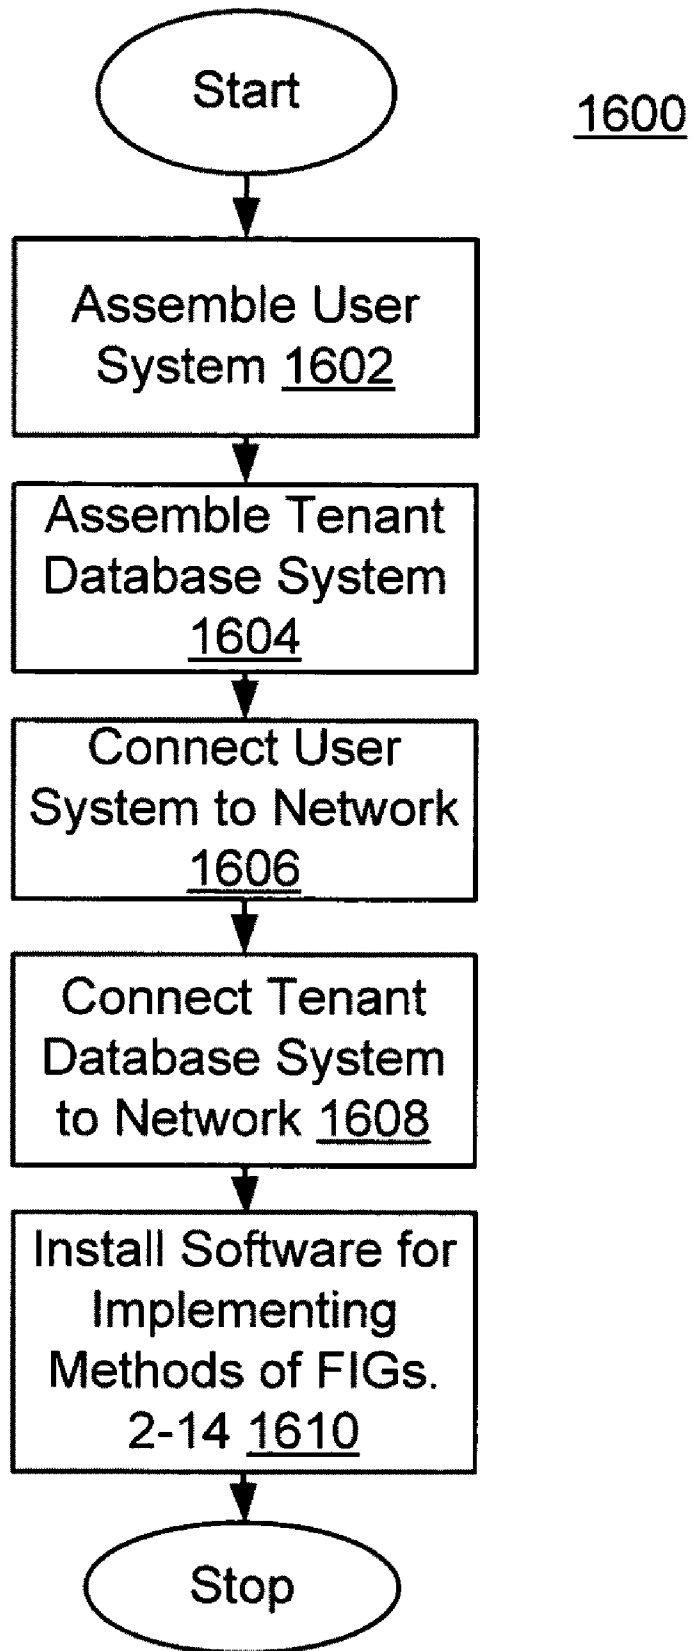 Start
1600
Assemble User
System 1602
Assemble Tenant
Database System
1604
Connect User
System to Network
1606
Connect Tenant
Database System
to Network 1608
Install Software for
Implementing
Methods of FIGs.
2-14 1610
Stop